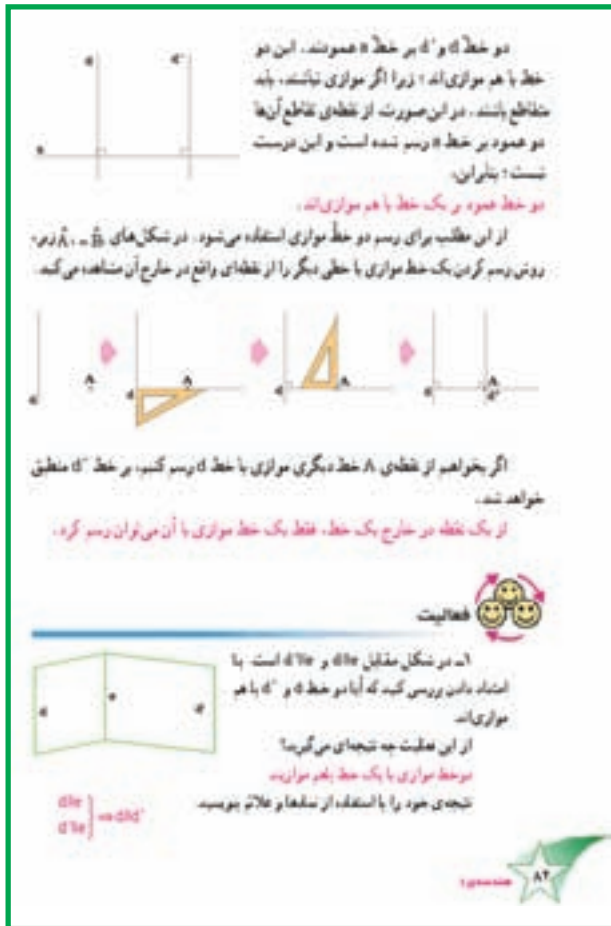 دو خط d و d' بر خط a عمودند. این دو
خط با هم موازی‌اند؛ زیرا اگر موازی نباشند، باید
متقاطع باشند. در این صورت، از نقطه‌ی تقاطع آن‌ها
دو عمود بر خط a رسم شده است و این درست
نیست؛ بنابراین،
دو خط عمود بر یک خط با هم موازی‌اند.
d
d'
a
از این مطلب برای رسم دو خط موازی استفاده می‌شود. در شکل‌های زیر،
روش رسم کردن یک خط موازی با خطی دیگر را از نقطه‌ای واقع در خارج آن مشاهده می‌کنید.
d
A
d
A
d
A
d
A
d'
اگر بخواهیم از نقطه‌ی A خط دیگری موازی با خط d رسم کنیم، بر خط d' منطبق
خواهد شد.
از یک نقطه در خارج یک خط، فقط یک خط موازی با آن می‌توان رسم کرد.
فعالیت
۱ـ در شکل مقابل d||e و d'||e است. با
امتداد دادن بررسی کنید که آیا دو خط d و d' با هم
موازی‌اند.
d
e
d'
از این فعالیت چه نتیجه‌ای می‌گیرید؟
دوخط موازی با یک خط باهم موازیند
نتیجه‌ی خود را با استفاده از نمادها و علائم بنویسید.
d||e
d'||e
⇒ d||d'
۸۴
هندسه‌ی ۱